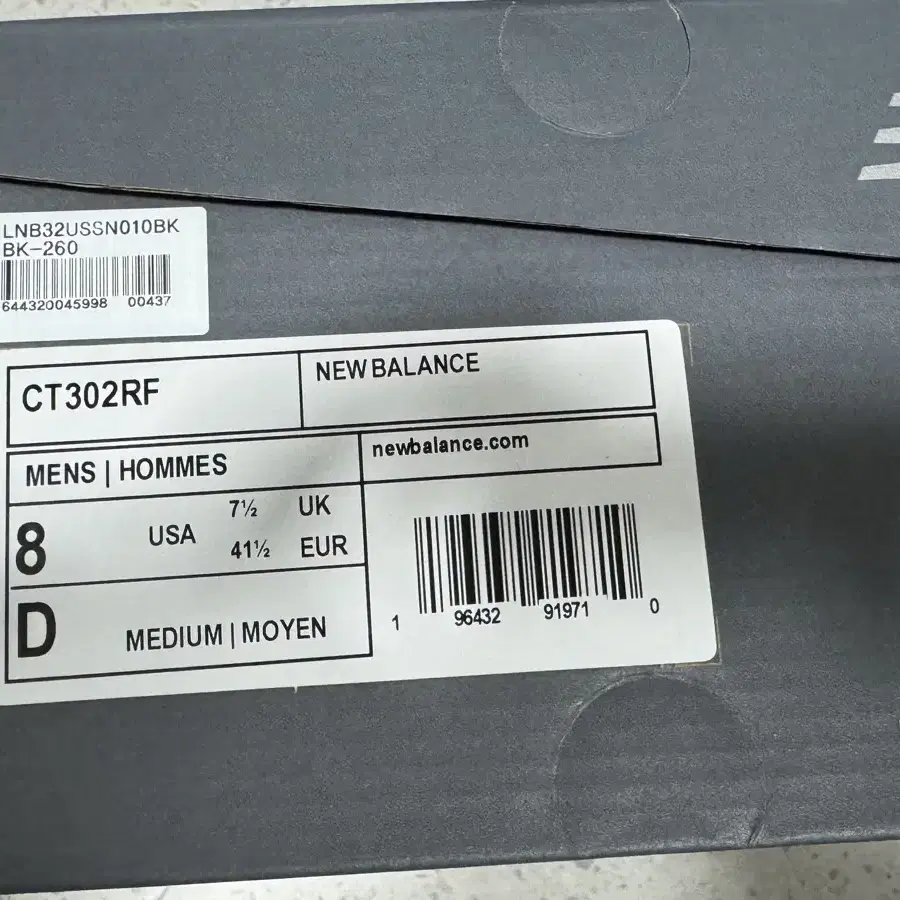 LNB32USSN010BK
BK-260
644320045998 00437
CT302RF
NEW BALANCE
newbalance.com
MENS | HOMMES
8 USA 7½ UK
41½ EUR
D MEDIUM | MOYEN
1 96432 91971 0